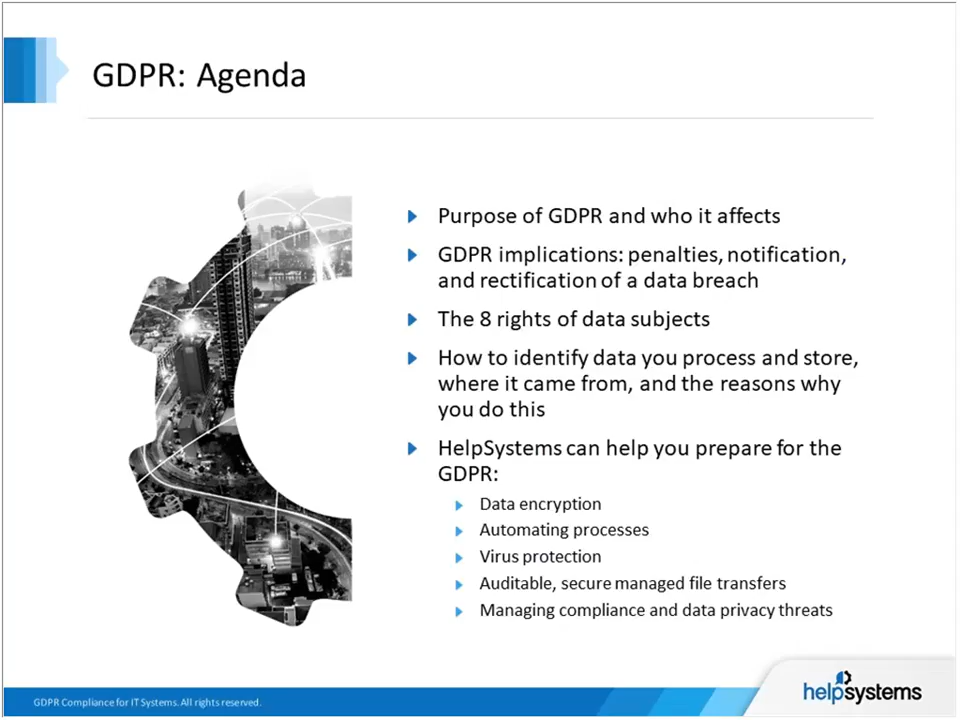 GDPR: Agenda
Purpose of GDPR and who it affects
GDPR implications: penalties, notification,
and rectification of a data breach
The 8 rights of data subjects
How to identify data you process and store,
where it came from, and the reasons why
you do this
HelpSystems can help you prepare for the
GDPR:
Data encryption
Automating processes
Virus protection
Auditable, secure managed file transfers
Managing compliance and data privacy threats
GDPR Compliance for IT Systems. All rights reserved.
helpsystems